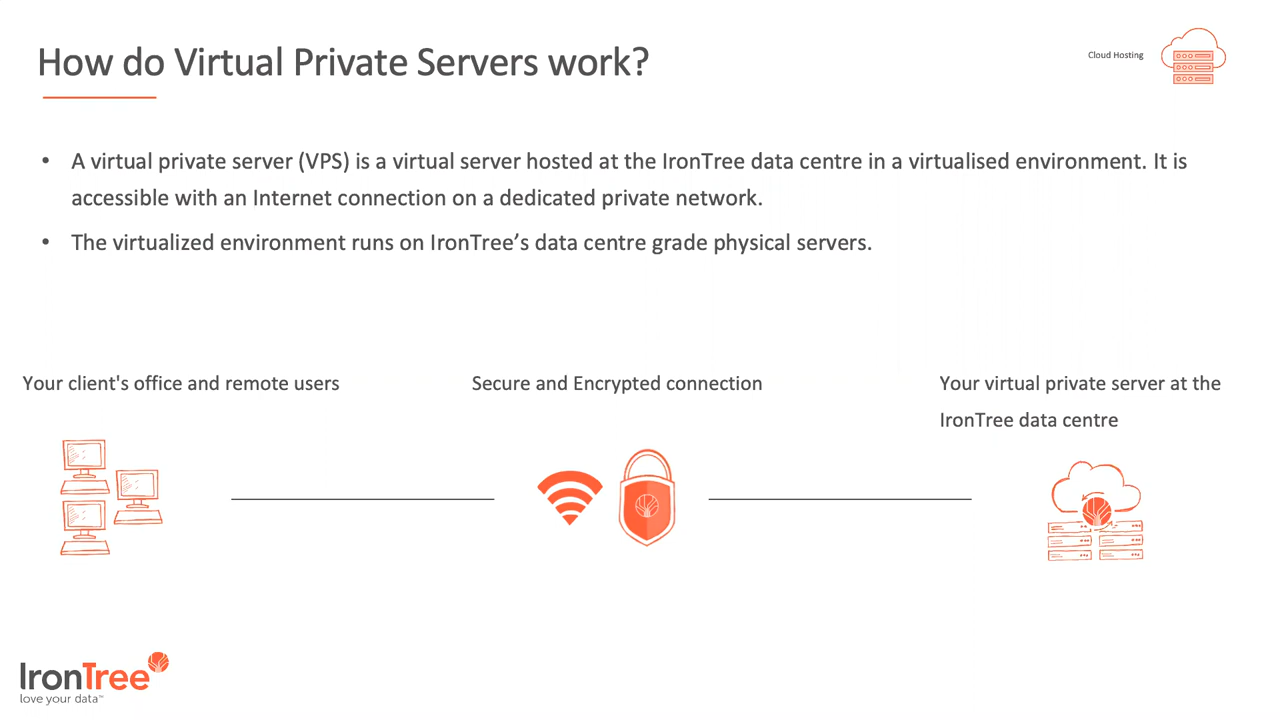 How do Virtual Private Servers work?
Cloud Hosting
• A virtual private server (VPS) is a virtual server hosted at the IronTree data centre in a virtualised environment. It is
accessible with an Internet connection on a dedicated private network.
• The virtualized environment runs on IronTree’s data centre grade physical servers.
Your client's office and remote users
Secure and Encrypted connection
Your virtual private server at the
IronTree data centre
IronTree
love your data™